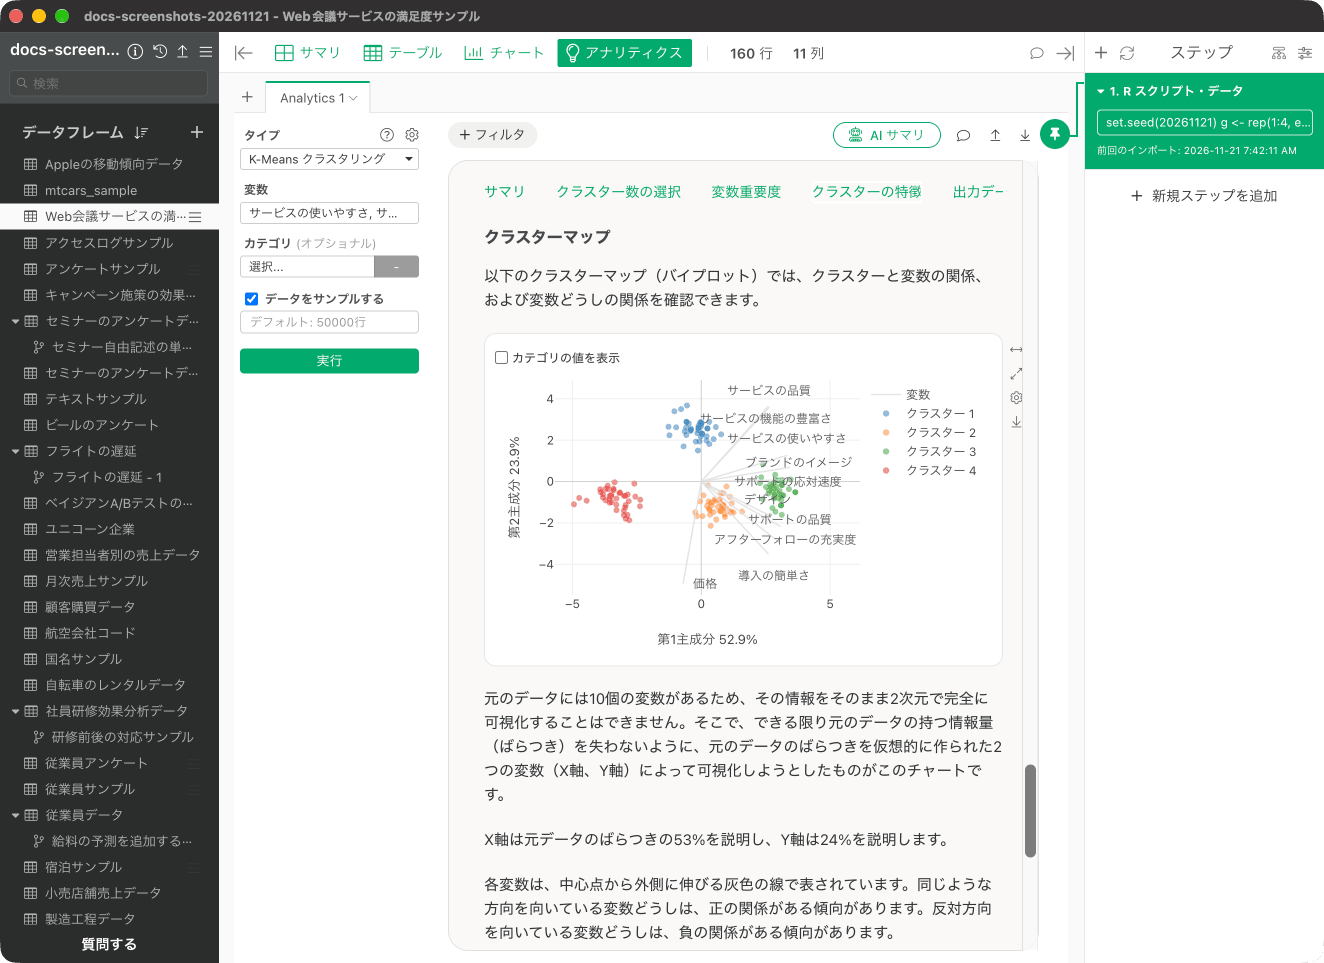 docs-screenshots-20261121 - Web会議サービスの満足度サンプル
docs-screen...
検索
データフレーム
Appleの移動傾向データ
mtcars_sample
Web会議サービスの満…
アクセスログサンプル
アンケートサンプル
キャンペーン施策の効果…
セミナーのアンケートデ…
セミナー自由記述の単…
セミナーのアンケートデ…
テキストサンプル
ビールのアンケート
フライトの遅延
フライトの遅延 - 1
ベイジアンA/Bテストの…
ユニコーン企業
営業担当者別の売上データ
月次売上サンプル
顧客購買データ
航空会社コード
国名サンプル
自転車のレンタルデータ
社員研修効果分析データ
研修前後の対応サンプル
従業員アンケート
従業員サンプル
従業員データ
給料の予測を追加する…
宿泊サンプル
小売店舗売上データ
製造工程データ
質問する
サマリ
テーブル
チャート
アナリティクス
160 行
11 列
Analytics 1
タイプ
K-Means クラスタリング
変数
サービスの使いやすさ, サ...
カテゴリ (オプショナル)
選択...
-
データをサンプルする
デフォルト: 50000行
実行
+ フィルタ
AI サマリ
サマリ
クラスター数の選択
変数重要度
クラスターの特徴
出力デー
クラスターマップ
以下のクラスターマップ（バイプロット）では、クラスターと変数の関係、
および変数どうしの関係を確認できます。
カテゴリの値を表示
サービスの品質
サービスの機能の豊富さ
サービスの使いやすさ
ブランドのイメージ
サポートの応対速度
デザイン
サポートの品質
アフターフォローの充実度
導入の簡単さ
価格
変数
クラスター 1
クラスター 2
クラスター 3
クラスター 4
第2主成分 23.9%
4
2
0
−2
−4
−5
0
5
第1主成分 52.9%
元のデータには10個の変数があるため、その情報をそのまま2次元で完全に
可視化することはできません。そこで、できる限り元のデータの持つ情報量
（ばらつき）を失わないように、元のデータのばらつきを仮想的に作られた2
つの変数（X軸、Y軸）によって可視化しようとしたものがこのチャートで
す。
X軸は元データのばらつきの53%を説明し、Y軸は24%を説明します。
各変数は、中心点から外側に伸びる灰色の線で表されています。同じような
方向を向いている変数どうしは、正の関係がある傾向があります。反対方向
を向いている変数どうしは、負の関係がある傾向があります。
ステップ
1. R スクリプト・データ
set.seed(20261121) g <- rep(1:4, e...
前回のインポート: 2026-11-21 7:42:11 AM
+ 新規ステップを追加